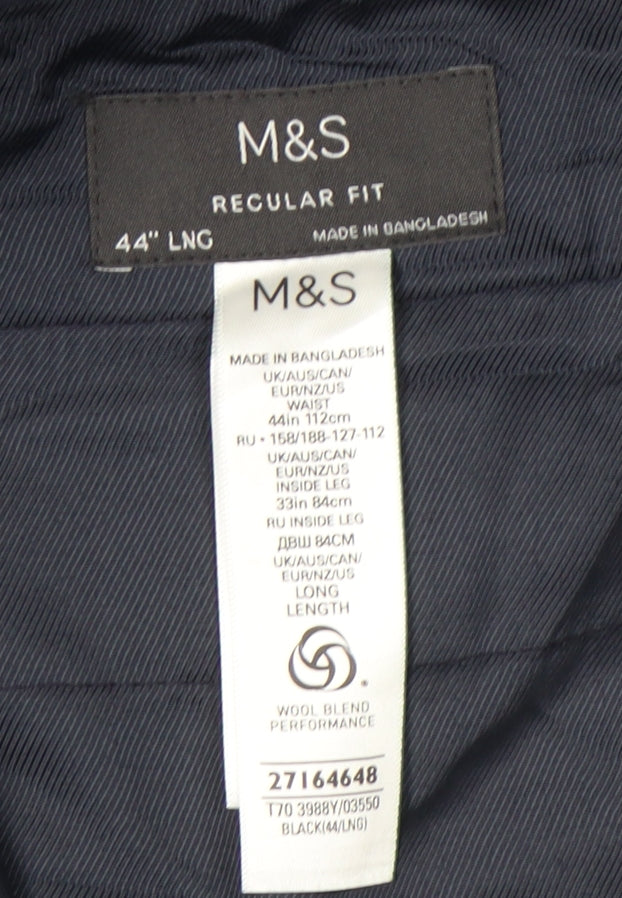 M&S
REGULAR FIT
44" LNG MADE IN BANGLADESH
M&S
MADE IN BANGLADESH
UK/AUS/CAN/
EUR/NZ/US
WAIST
44in 112cm
RU • 158/188-127-112
UK/AUS/CAN/
EUR/NZ/US
INSIDE LEG
33in 84cm
RU INSIDE LEG
ДВШ 84СМ
UK/AUS/CAN/
EUR/NZ/US
LONG
LENGTH
WOOL BLEND
PERFORMANCE
27164648
T70 3988Y/03550
BLACK(44/LNG)